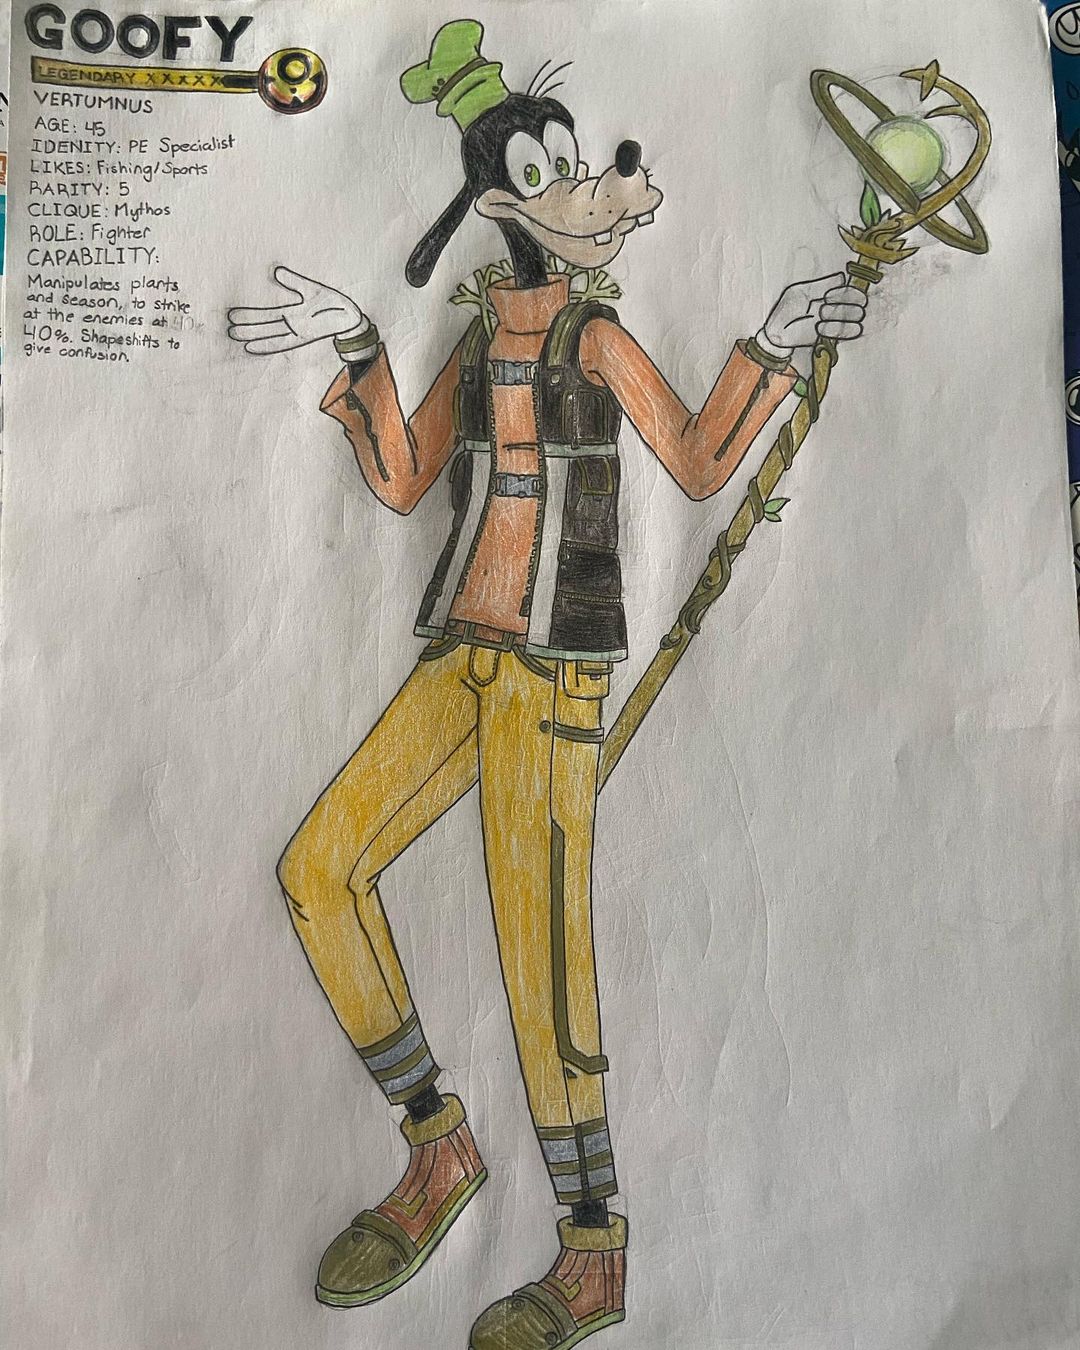 GOOFY
LEGENDARY X X X X X
VERTUMNUS
AGE: 45
IDENITY: PE Specialist
LIKES: Fishing/Sports
RARITY: 5
CLIQUE: Mythos
ROLE: Fighter
CAPABILITY:
Manipulates plants
and season, to strike
at the enemies at
40%. Shapeshifts to
give confusion.